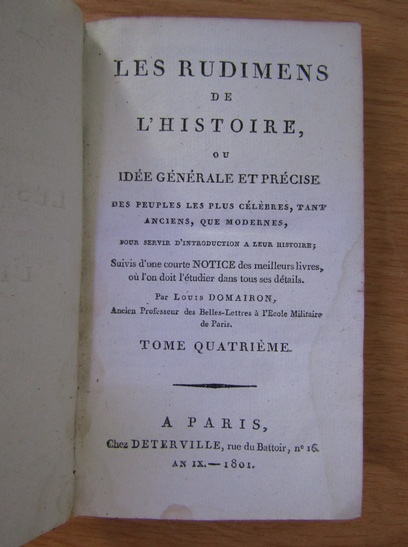 LES RUDIMENS
DE
L'HISTOIRE,
OU
IDÉE GÉNÉRALE ET PRÉCISE
DES PEUPLES LES PLUS CÉLÈBRES, TANT
ANCIENS, QUE MODERNES,
POUR SERVIR D'INTRODUCTION A LEUR HISTOIRE;
Suivis d'une courte NOTICE des meilleurs livres,
où l'on doit l'étudier dans tous ses détails.
Par LOUIS DOMAIRON,
Ancien Professeur des Belles-Lettres à l'Ecole Militaire
de Paris.
TOME QUATRIÈME.
A PARIS,
Chez DETERVILLE, rue du Battoir, n° 16.
AN IX. — 1801.